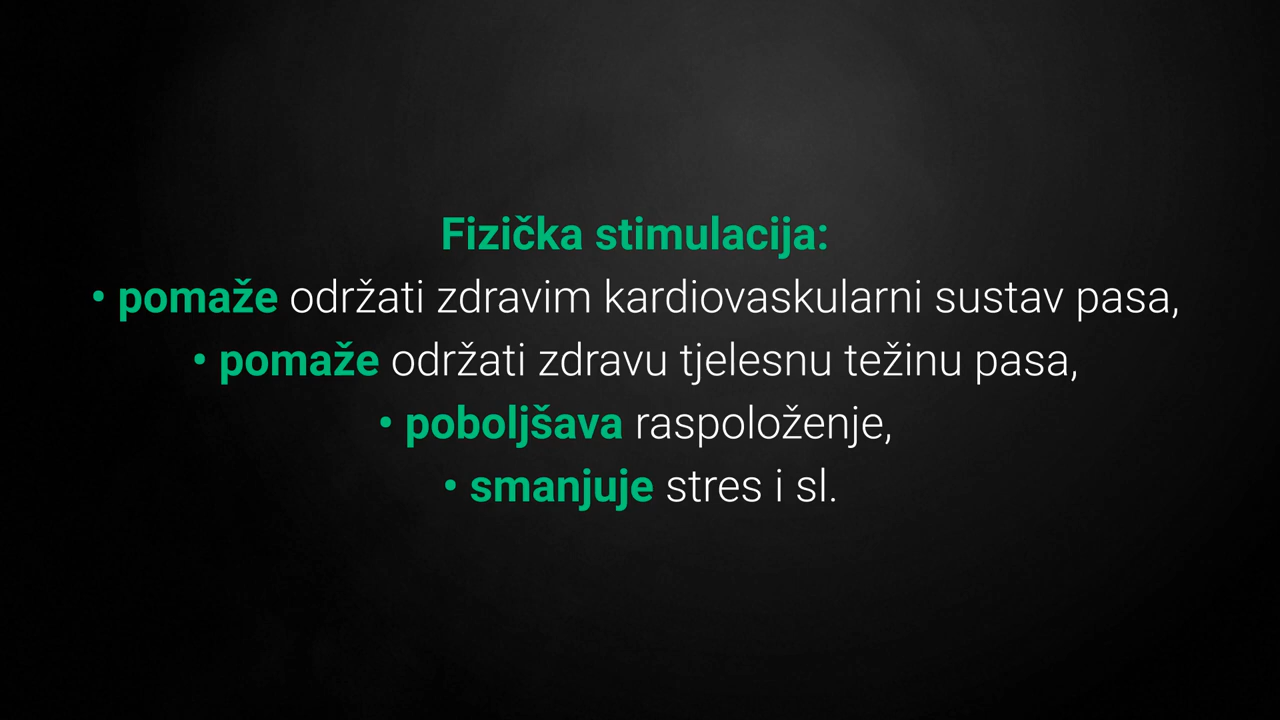 Fizička stimulacija:
• pomaže održati zdravim kardiovaskularni sustav pasa,
• pomaže održati zdravu tjelesnu težinu pasa,
• poboljšava raspoloženje,
• smanjuje stres i sl.